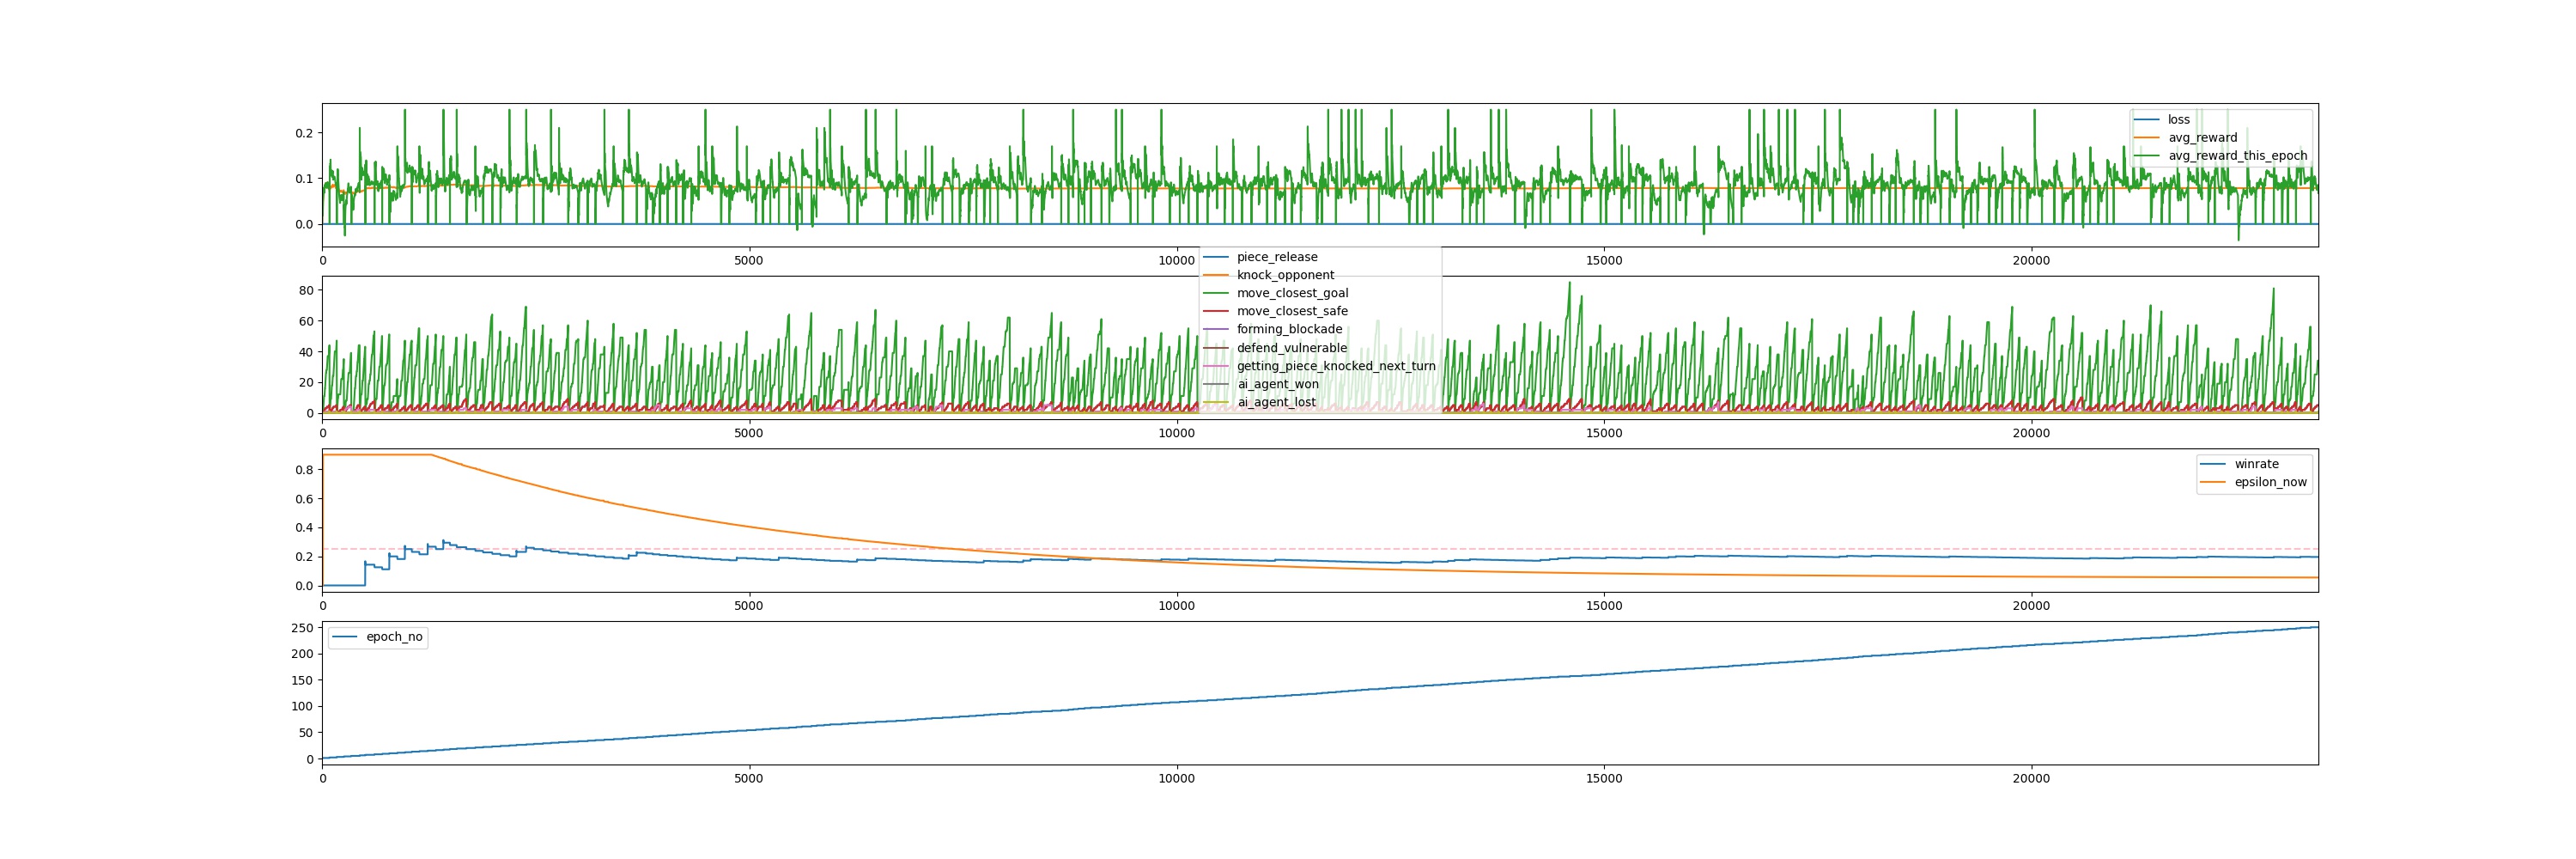 0.2
0.1
0.0
loss
avg_reward
avg_reward_this_epoch
0 5000 10000 15000 20000
80
60
40
20
0
piece_release
knock_opponent
move_closest_goal
move_closest_safe
forming_blockade
defend_vulnerable
getting_piece_knocked_next_turn
ai_agent_won
ai_agent_lost
0 5000 10000 15000 20000
0.8
0.6
0.4
0.2
0.0
winrate
epsilon_now
0 5000 10000 15000 20000
250
200
150
100
50
0
epoch_no
0 5000 10000 15000 20000